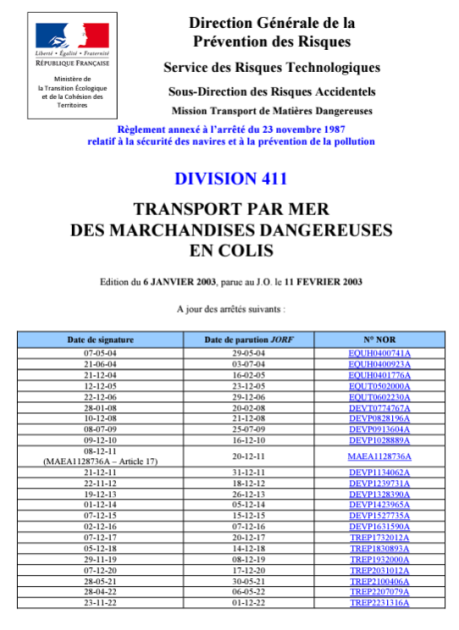 Direction Générale de la
Prévention des Risques
Service des Risques Technologiques
Sous-Direction des Risques Accidentels
Mission Transport de Matières Dangereuses
Liberté • Égalité • Fraternité
RÉPUBLIQUE FRANÇAISE
Ministère de
la Transition Écologique
et de la Cohésion des
Territoires
Règlement annexé à l'arrêté du 23 novembre 1987
relatif à la sécurité des navires et à la prévention de la pollution
DIVISION 411
TRANSPORT PAR MER
DES MARCHANDISES DANGEREUSES
EN COLIS
Edition du 6 JANVIER 2003, parue au J.O. le 11 FEVRIER 2003
A jour des arrêtés suivants :
Date de signature Date de parution JORF N° NOR
07-05-04 29-05-04 EQUH0400741A
21-06-04 03-07-04 EQUH0400923A
21-12-04 16-02-05 EQUH0401776A
12-12-05 23-12-05 EQUT0502000A
22-12-06 29-12-06 EQUT0602230A
28-01-08 20-02-08 DEVT0774767A
10-12-08 21-12-08 DEVP0828196A
08-07-09 25-07-09 DEVP0913604A
09-12-10 16-12-10 DEVP1028889A
08-12-11
(MAEA1128736A – Article 17) 20-12-11 MAEA1128736A
21-12-11 31-12-11 DEVP1134062A
22-11-12 18-12-12 DEVP1239731A
19-12-13 26-12-13 DEVP1328390A
01-12-14 05-12-14 DEVP1423965A
07-12-15 15-12-15 DEVP1527735A
02-12-16 07-12-16 DEVP1631590A
07-12-17 20-12-17 TREP1732012A
05-12-18 14-12-18 TREP1830893A
29-11-19 08-12-19 TREP1932000A
07-12-20 17-12-20 TREP2031012A
28-05-21 30-05-21 TREP2100406A
28-04-22 06-05-22 TREP2207079A
23-11-22 01-12-22 TREP2231316A